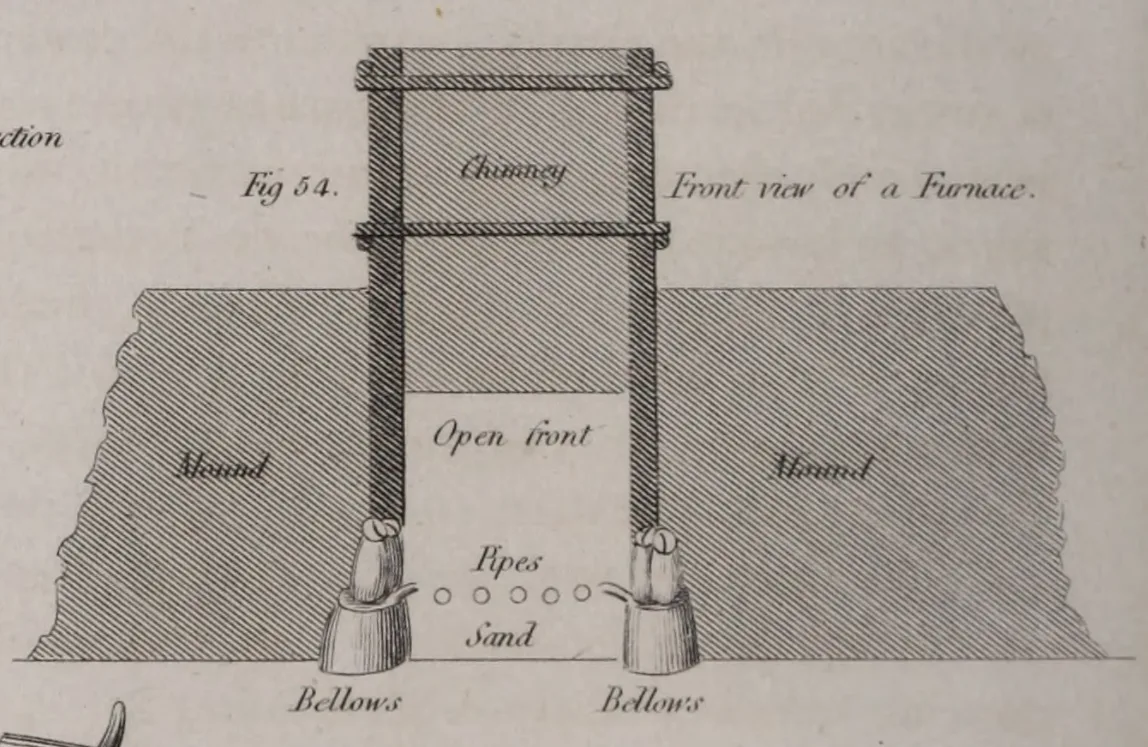 ction
Chimney
Fig 54.
Front view of a Furnace.
Open front
Mound
Mound
Pipes
Sand
Bellows
Bellows